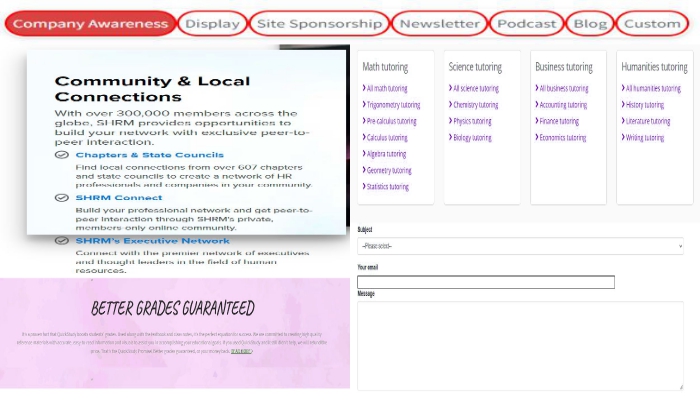 Company Awareness
Display
Site Sponsorship
Newsletter
Podcast
Blog
Custom
Community & Local
Connections
With over 300,000 members across the
globe, SHRM provides opportunities to
build your network with exclusive peer-to-
peer interaction.
Chapters & State Councils
Find local connections from over 607 chapters
and state councils to create a network of HR
professionals and companies in your community.
SHRM Connect
Build your professional network and get peer-to-
peer interaction through SHRM's private,
members-only online community.
SHRM's Executive Network
Connect with the premier network of executives
and thought leaders in the field of human
resources.
BETTER GRADES GUARANTEED
Math tutoring
All math tutoring
Trigonometry tutoring
Pre-calculus tutoring
Calculus tutoring
Algebra tutoring
Geometry tutoring
Statistics tutoring
Science tutoring
All science tutoring
Chemistry tutoring
Physics tutoring
Biology tutoring
Business tutoring
All business tutoring
Accounting tutoring
Finance tutoring
Economics tutoring
Humanities tutoring
All humanities tutoring
History tutoring
Literature tutoring
Writing tutoring
Subject
--Please select--
Your email
Message